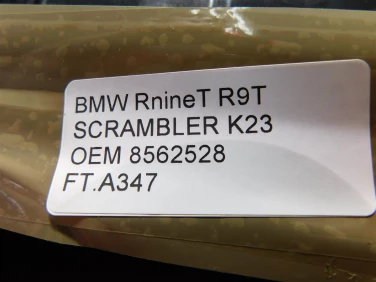 BMW RnineT R9T
SCRAMBLER K23
OEM 8562528
FT.A347